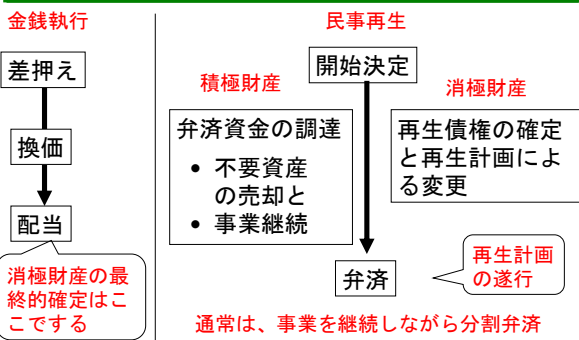 金銭執行
差押え
換価
配当
消極財産の最
終的確定はこ
こでする
民事再生
開始決定
積極財産
消極財産
弁済資金の調達
• 不要資産
の売却と
• 事業継続
再生債権の確定
と再生計画によ
る変更
弁済
再生計画
の遂行
通常は、事業を継続しながら分割弁済